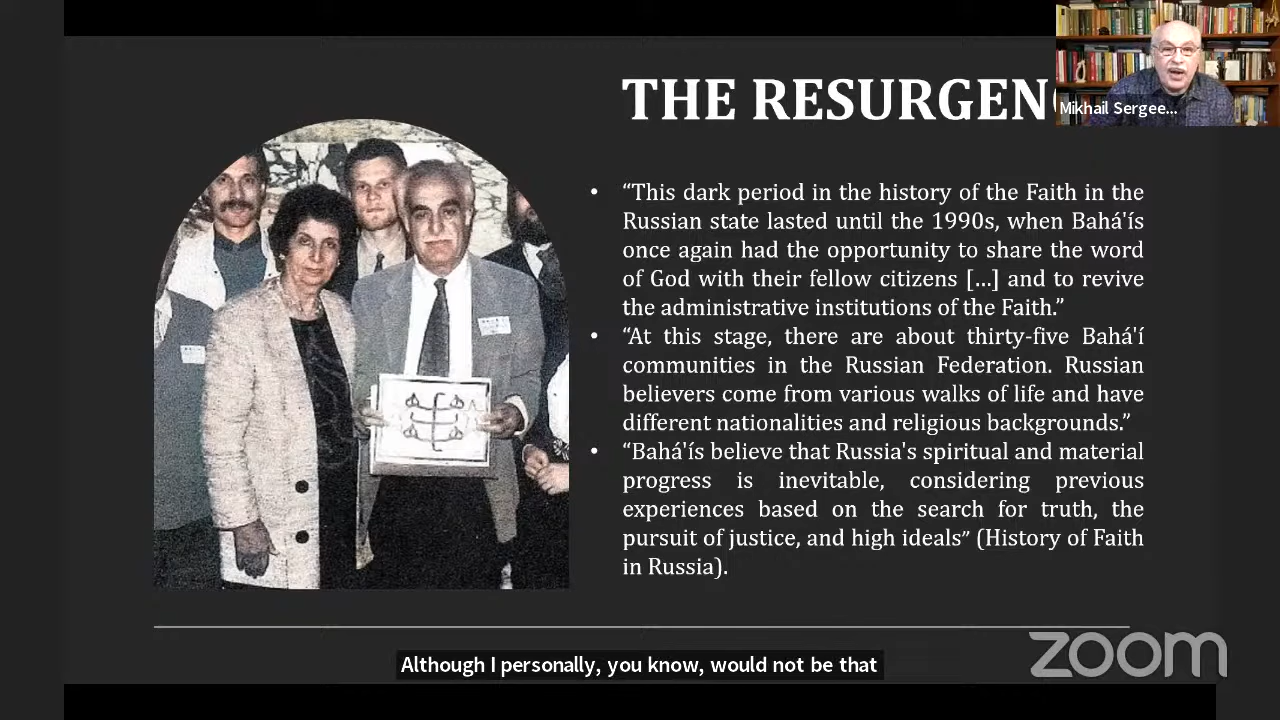 THE RESURGEN
Mikhail Sergee...
• “This dark period in the history of the Faith in the
Russian state lasted until the 1990s, when Bahá'ís
once again had the opportunity to share the word
of God with their fellow citizens [...] and to revive
the administrative institutions of the Faith.”
• “At this stage, there are about thirty-five Bahá'í
communities in the Russian Federation. Russian
believers come from various walks of life and have
different nationalities and religious backgrounds.”
• “Bahá'ís believe that Russia's spiritual and material
progress is inevitable, considering previous
experiences based on the search for truth, the
pursuit of justice, and high ideals” (History of Faith
in Russia).
Although I personally, you know, would not be that
zoom